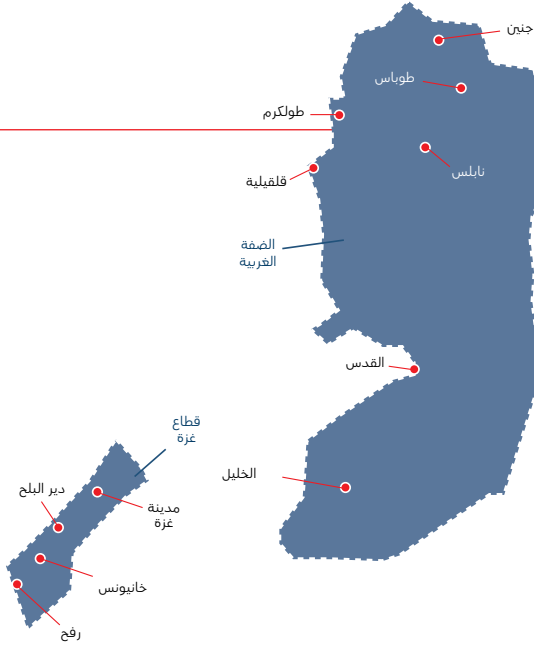 جنين
طوباس
طولكرم
نابلس
قلقيلية
الضفة
الغربية
القدس
قطاع
غزة
الخليل
دير البلح
مدينة
غزة
خانيونس
رفح